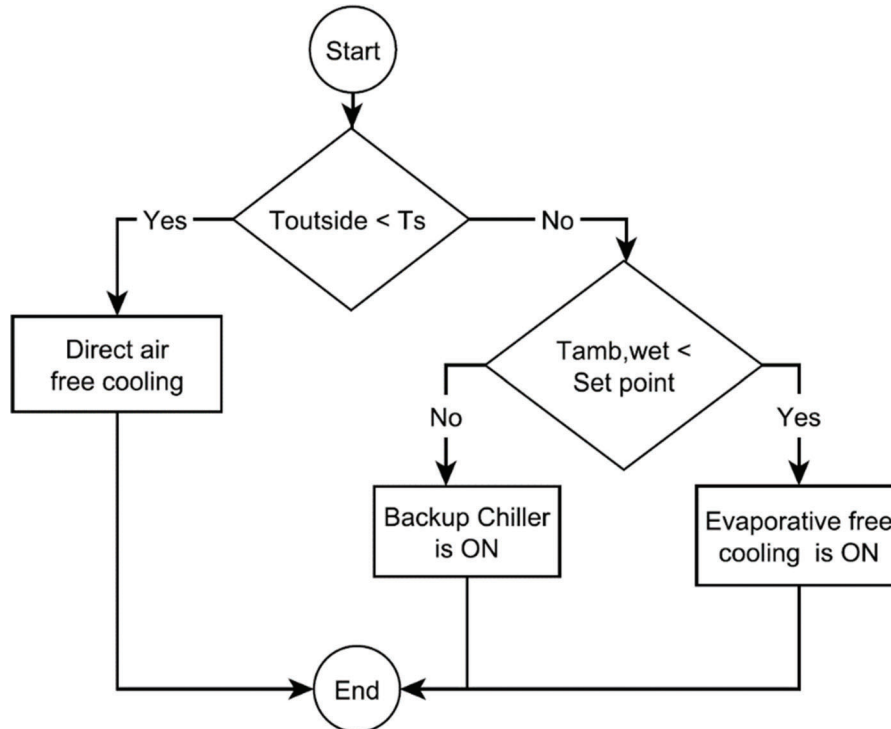 Start
Toutside < Ts
Yes
No
Direct air
free cooling
Tamb,wet <
Set point
No
Yes
Backup Chiller
is ON
Evaporative free
cooling is ON
End